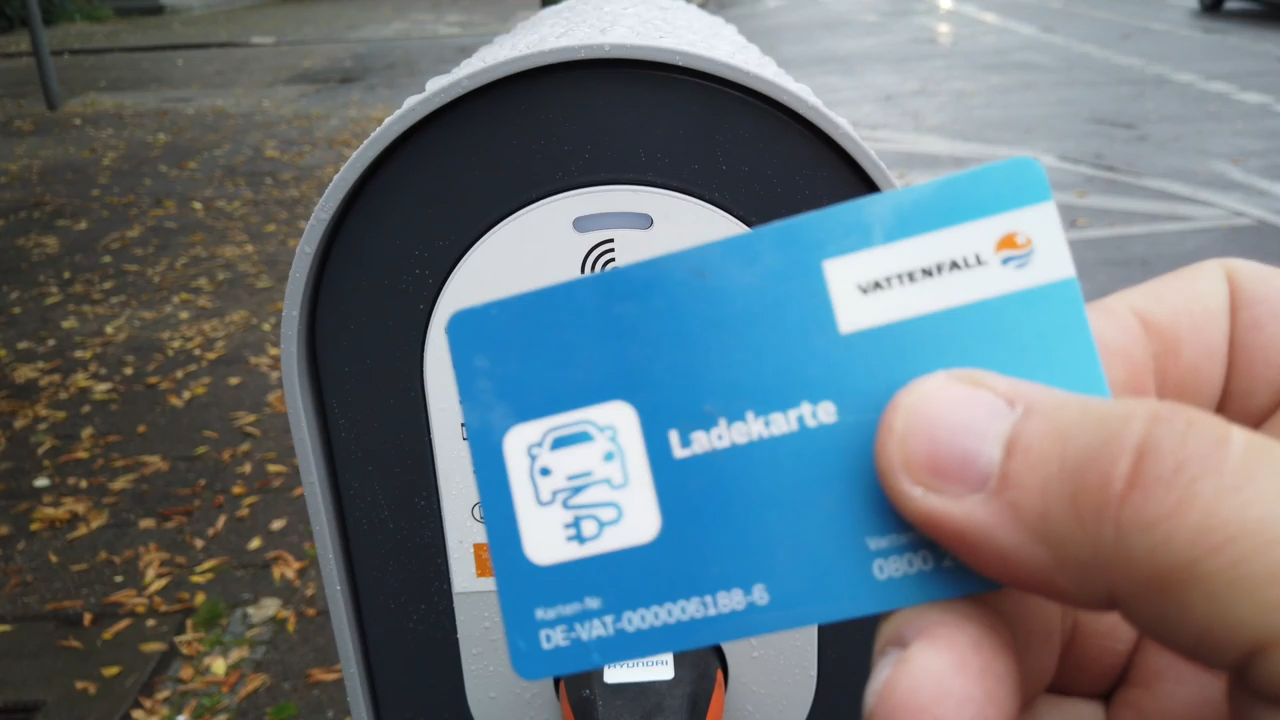 VATTENFALL
Ladekarte
0800
Karten-Nr.
DE-VAT-000006188-6
HYUNDAI